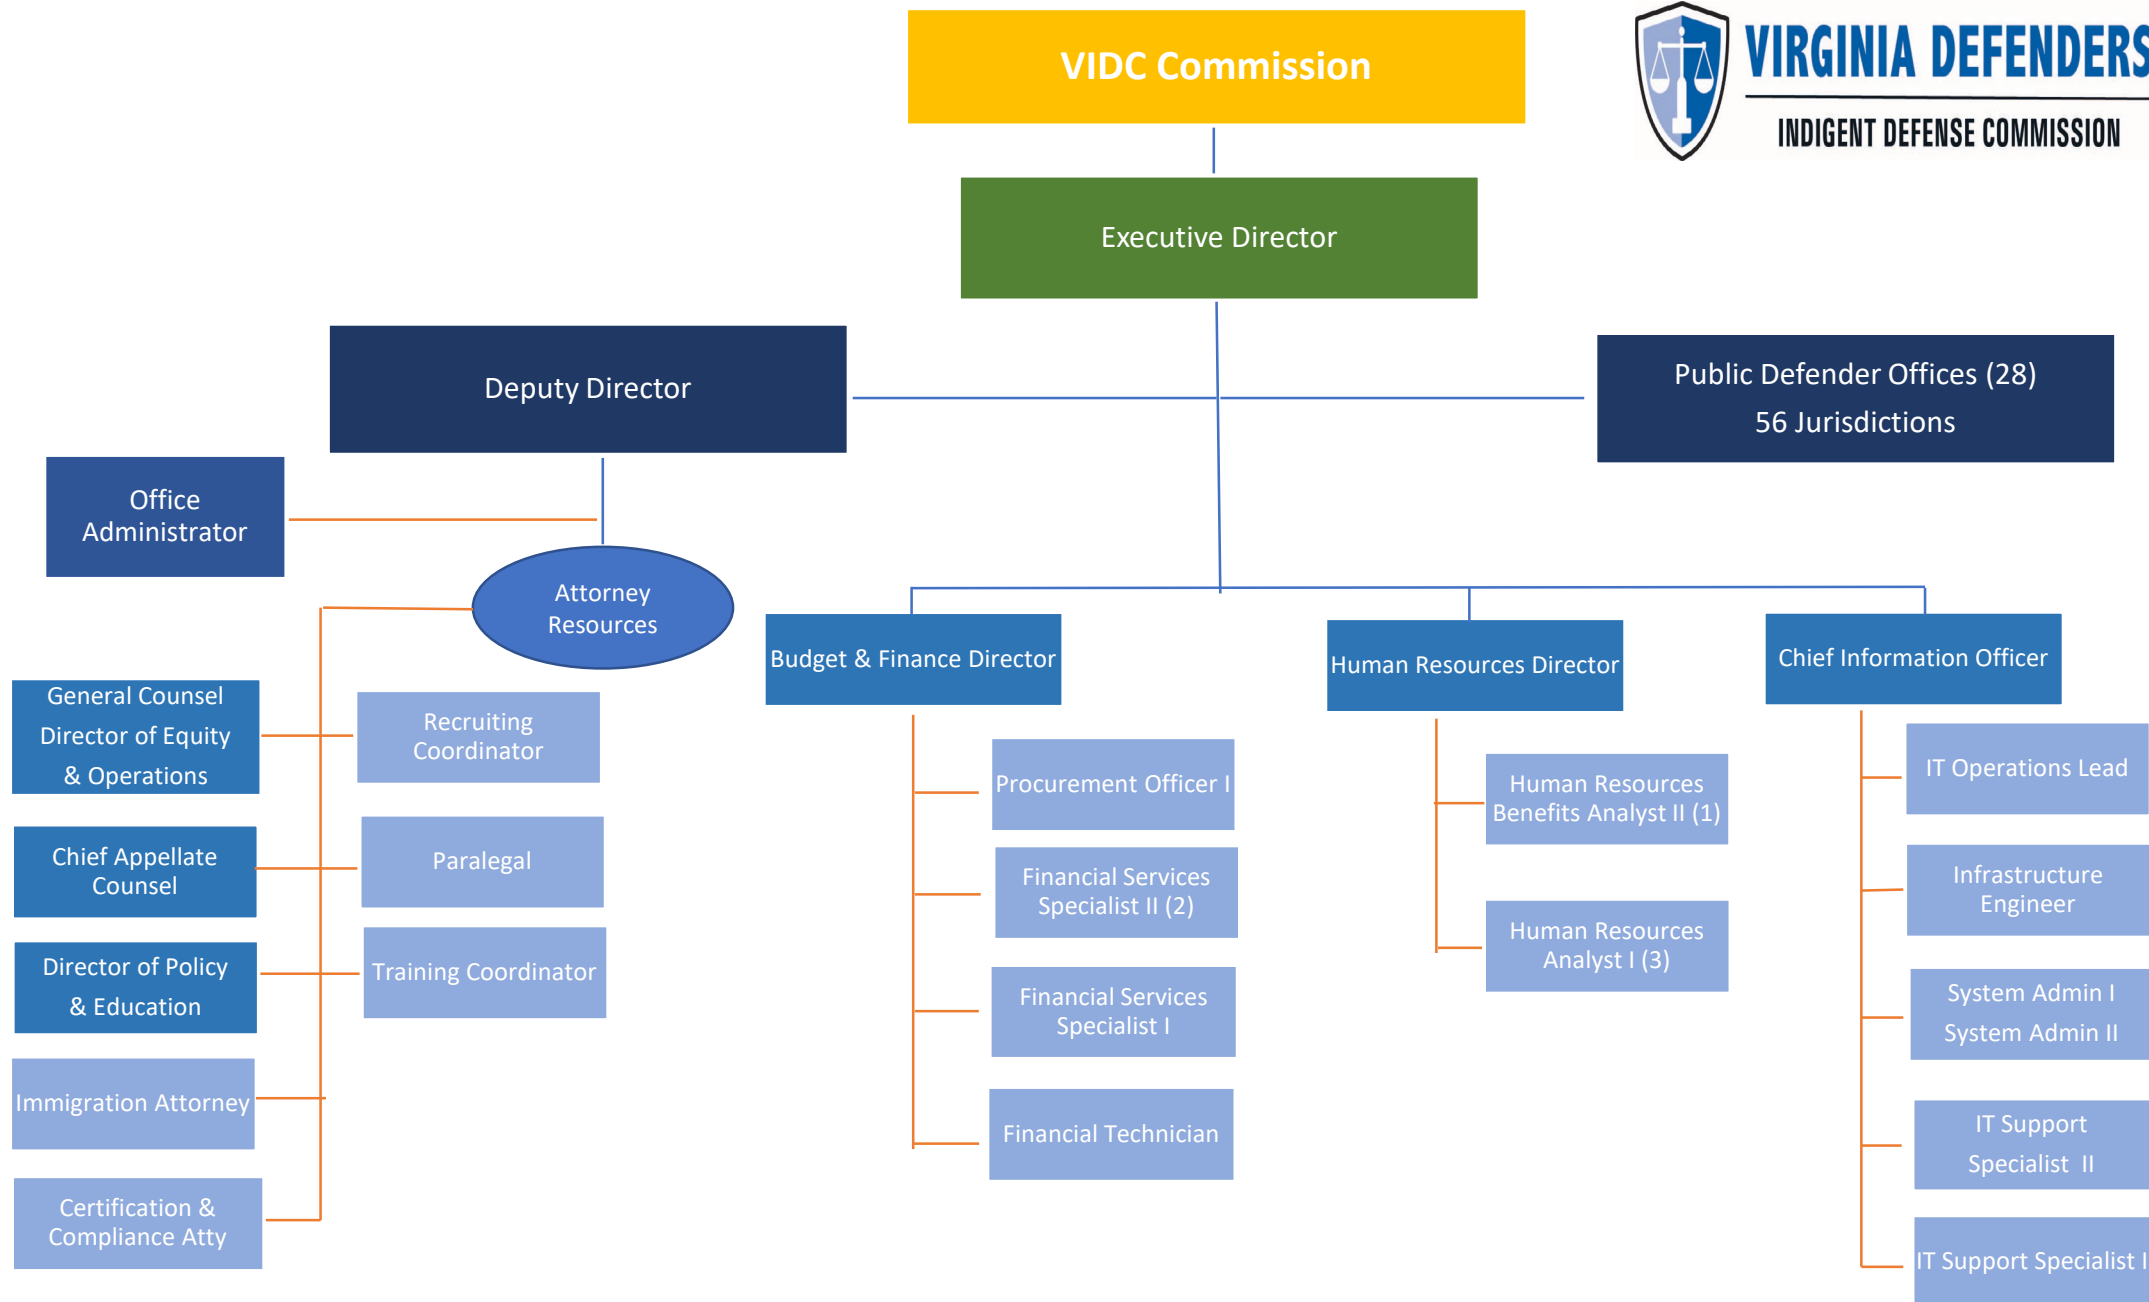 VIDC Commission
VIRGINIA DEFENDERS
INDIGENT DEFENSE COMMISSION
Executive Director
Deputy Director
Public Defender Offices (28)
56 Jurisdictions
Office
Administrator
Attorney
Resources
Budget & Finance Director
Human Resources Director
Chief Information Officer
General Counsel
Director of Equity
& Operations
Recruiting
Coordinator
Chief Appellate
Counsel
Paralegal
Director of Policy
& Education
Training Coordinator
Immigration Attorney
Certification &
Compliance Atty
Procurement Officer I
Financial Services
Specialist II (2)
Financial Services
Specialist I
Financial Technician
Human Resources
Benefits Analyst II (1)
Human Resources
Analyst I (3)
IT Operations Lead
Infrastructure
Engineer
System Admin I
System Admin II
IT Support
Specialist  II
IT Support Specialist I